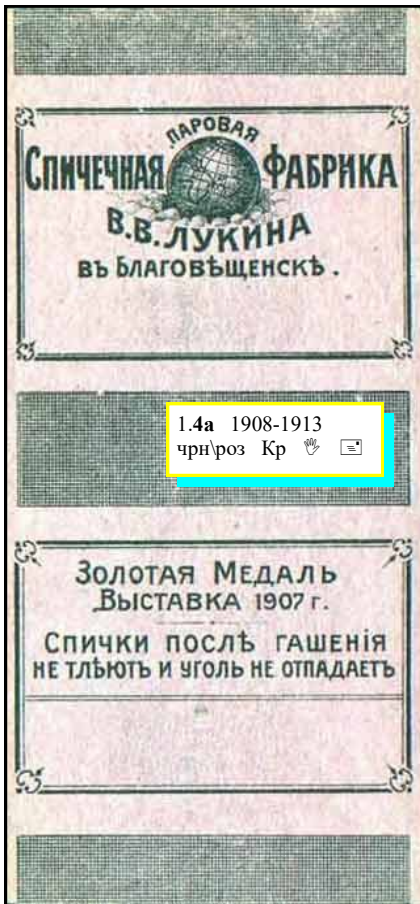 ПАРОВАЯ
СПИЧЕЧНАЯ ФАБРИКА
В.В.ЛУКИНА
ВЪ БЛАГОВѢЩЕНСКѢ.
1.4а 1908-1913
чрн\роз Кр
ЗОЛОТАЯ МЕДАЛЬ
ВЫСТАВКА 1907 г.
СПИЧКИ ПОСЛѢ ГАШЕНІЯ
НЕ ТЛѢЮТЪ И УГОЛЬ НЕ ОТПАДАЕТЪ